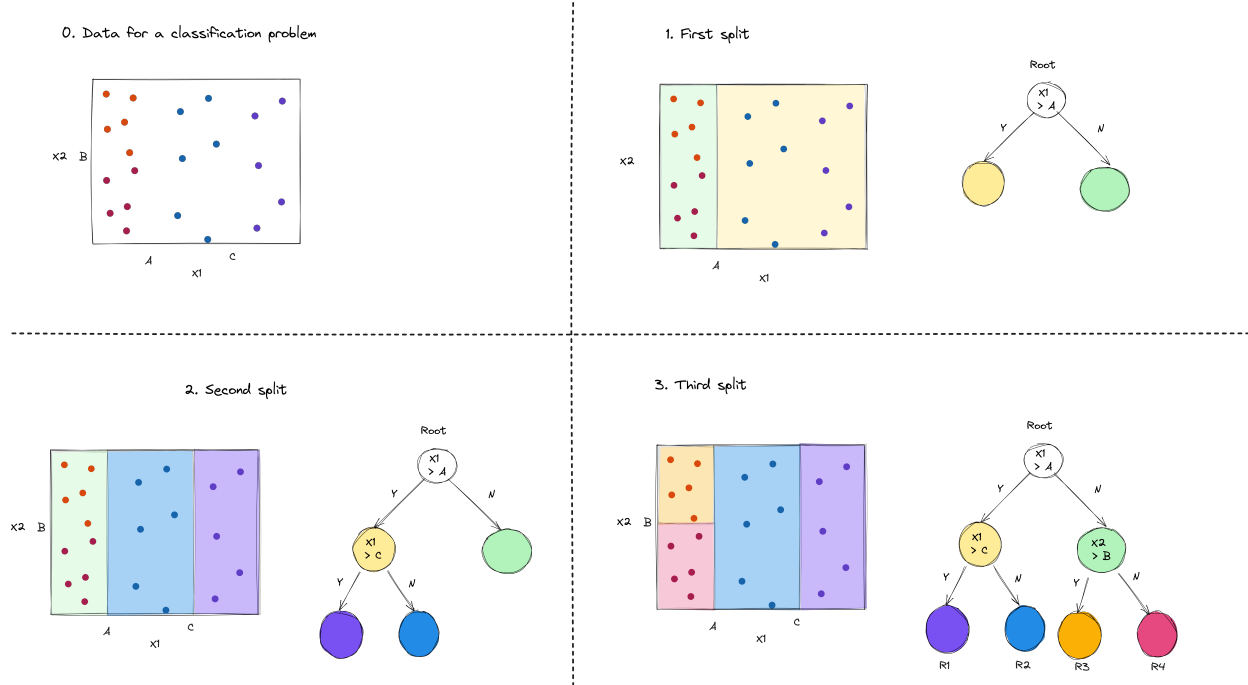 0. Data for a classification problem
X2 B
A
C
X1
1. First split
X2
A
X1
Root
X1
> A
Y
N
2. Second split
X2 B
A
C
X1
Root
X1
> A
Y
N
X1
> C
Y
N
3. Third split
X2 B
A
C
X1
Root
X1
> A
Y
N
X1
> C
X2
> B
Y
N
Y
N
R1
R2
R3
R4